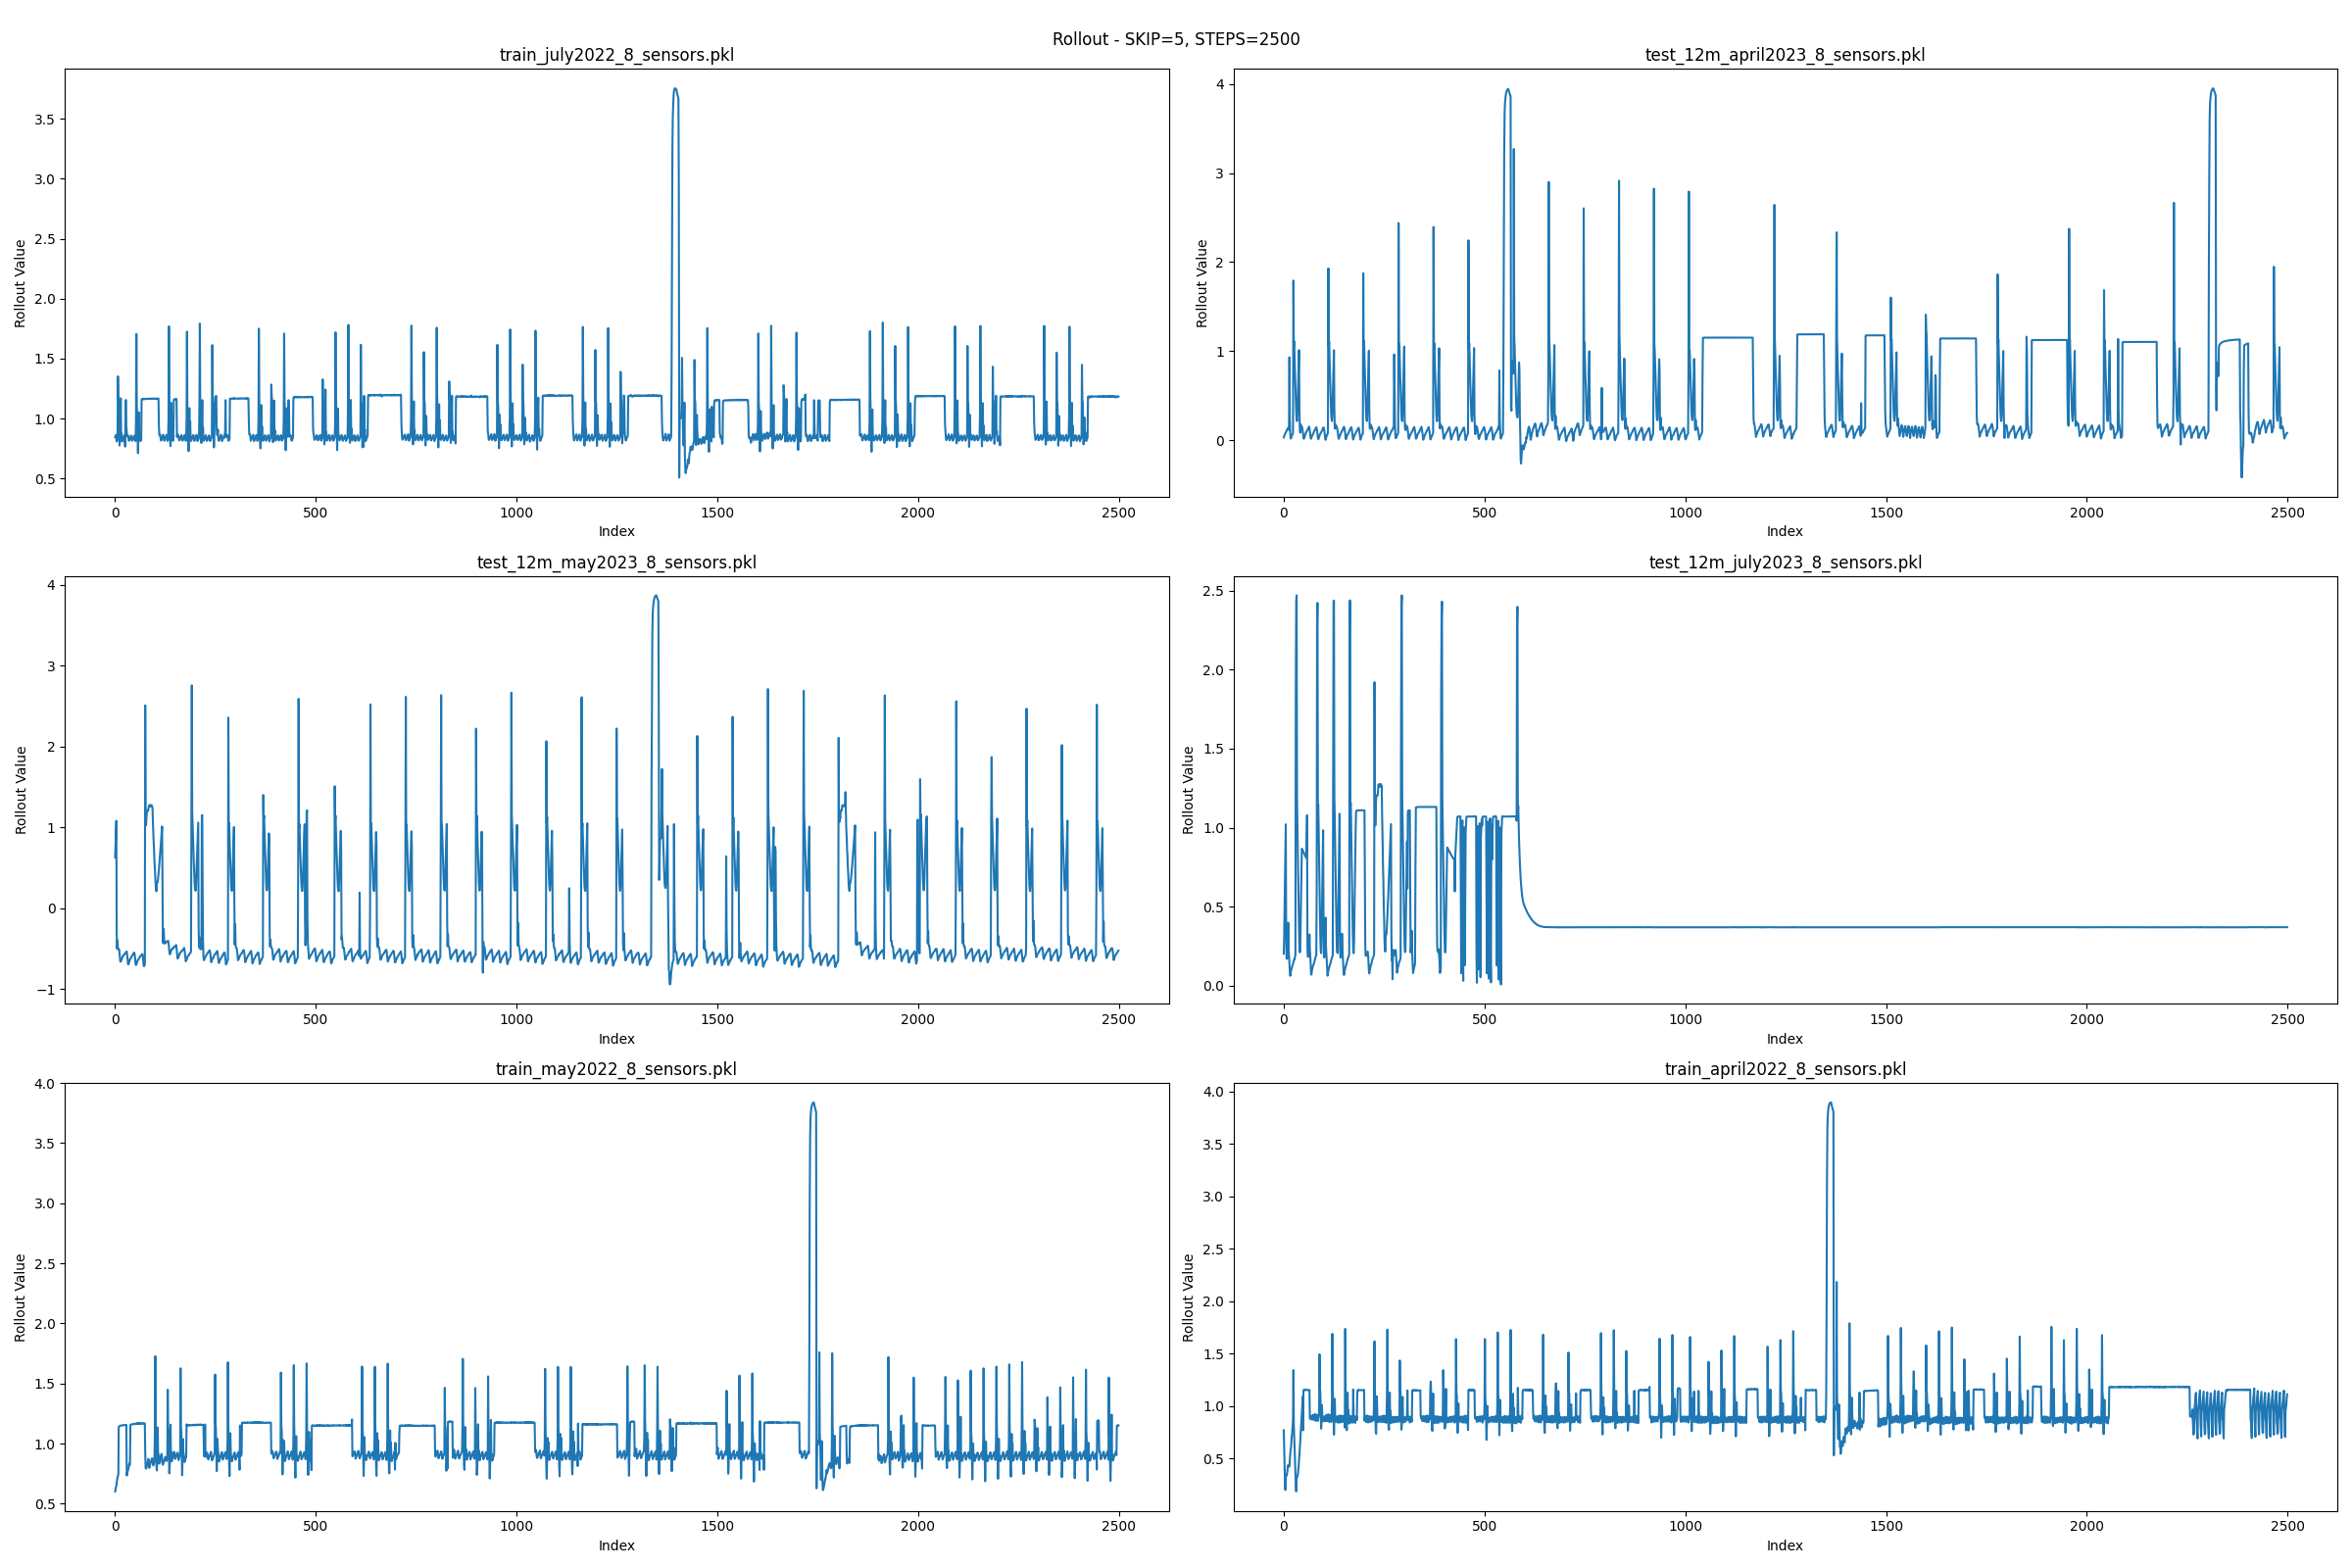 Rollout - SKIP=5, STEPS=2500
train_july2022_8_sensors.pkl
Rollout Value
3.5
3.0
2.5
2.0
1.5
1.0
0.5
0 500 1000 1500 2000 2500
Index
test_12m_april2023_8_sensors.pkl
Rollout Value
4
3
2
1
0
0 500 1000 1500 2000 2500
Index
test_12m_may2023_8_sensors.pkl
Rollout Value
4
3
2
1
0
−1
0 500 1000 1500 2000 2500
Index
test_12m_july2023_8_sensors.pkl
Rollout Value
2.5
2.0
1.5
1.0
0.5
0.0
0 500 1000 1500 2000 2500
Index
train_may2022_8_sensors.pkl
Rollout Value
4.0
3.5
3.0
2.5
2.0
1.5
1.0
0.5
0 500 1000 1500 2000 2500
Index
train_april2022_8_sensors.pkl
Rollout Value
4.0
3.5
3.0
2.5
2.0
1.5
1.0
0.5
0 500 1000 1500 2000 2500
Index